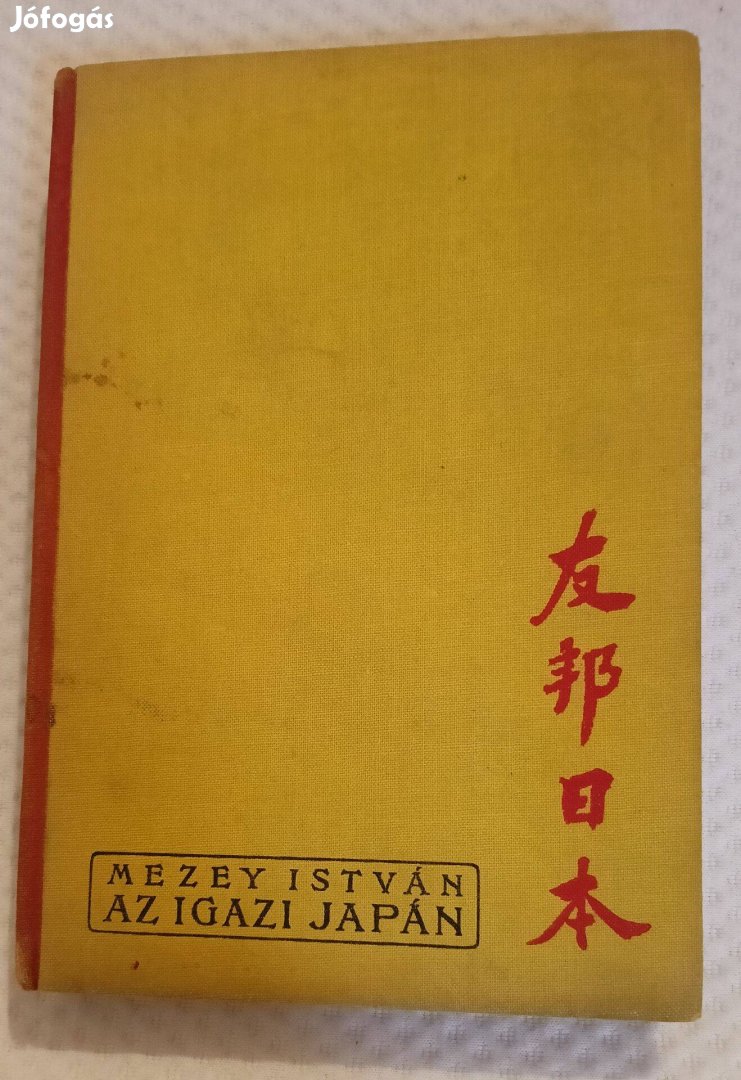 Jófogás
友邦日本
MEZEY ISTVÁN
AZ IGAZI JAPÁN